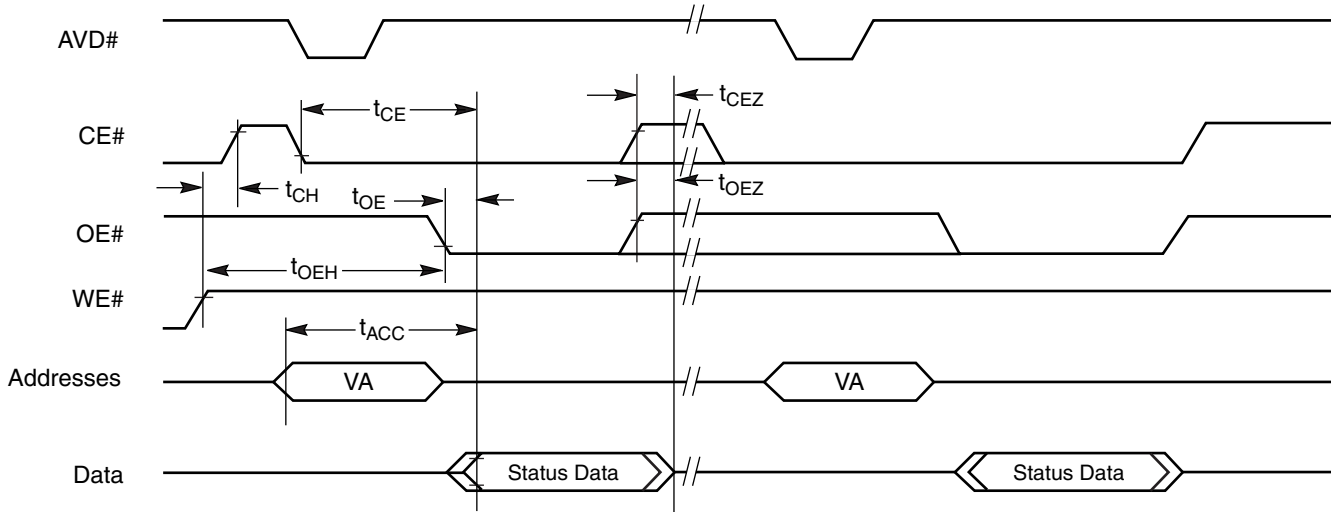 AVD#
tCEZ
tCE
CE#
tCH
tOE
tOEZ
OE#
tOEH
WE#
tACC
Addresses
VA
VA
Data
Status Data
Status Data